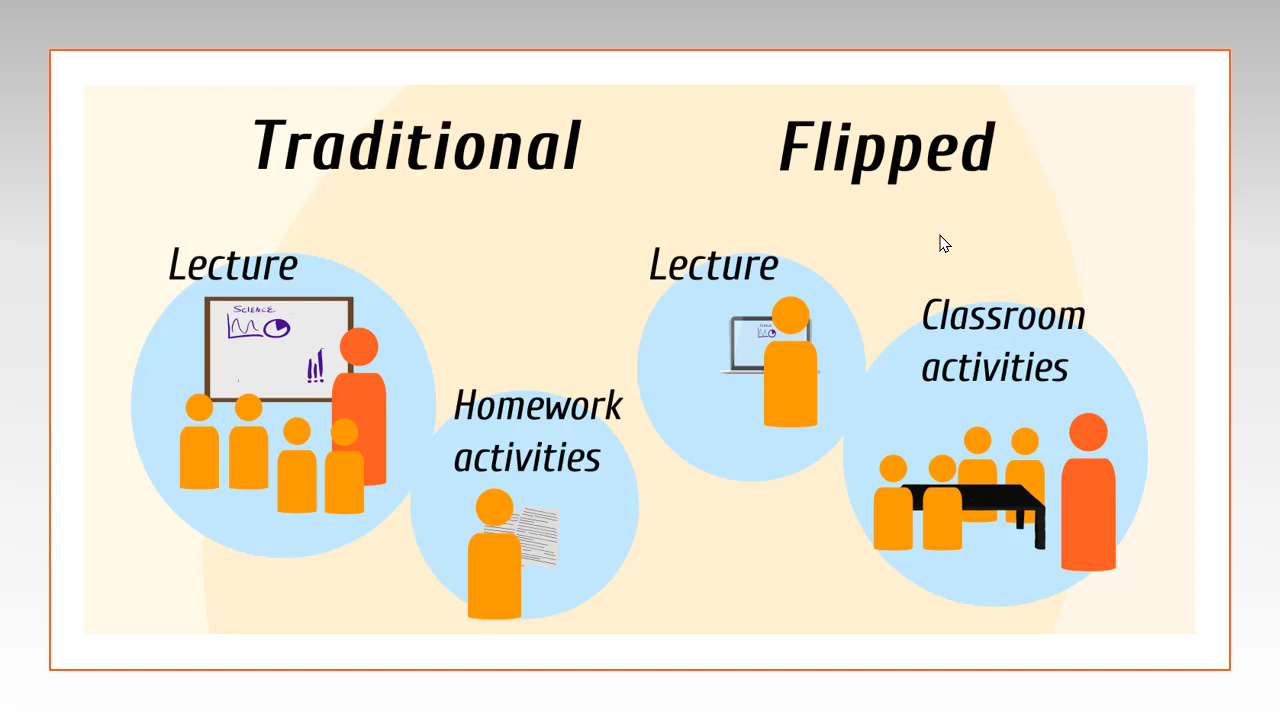 Traditional
Flipped
Lecture
SCIENCE
Homework
activities
Lecture
Classroom
activities